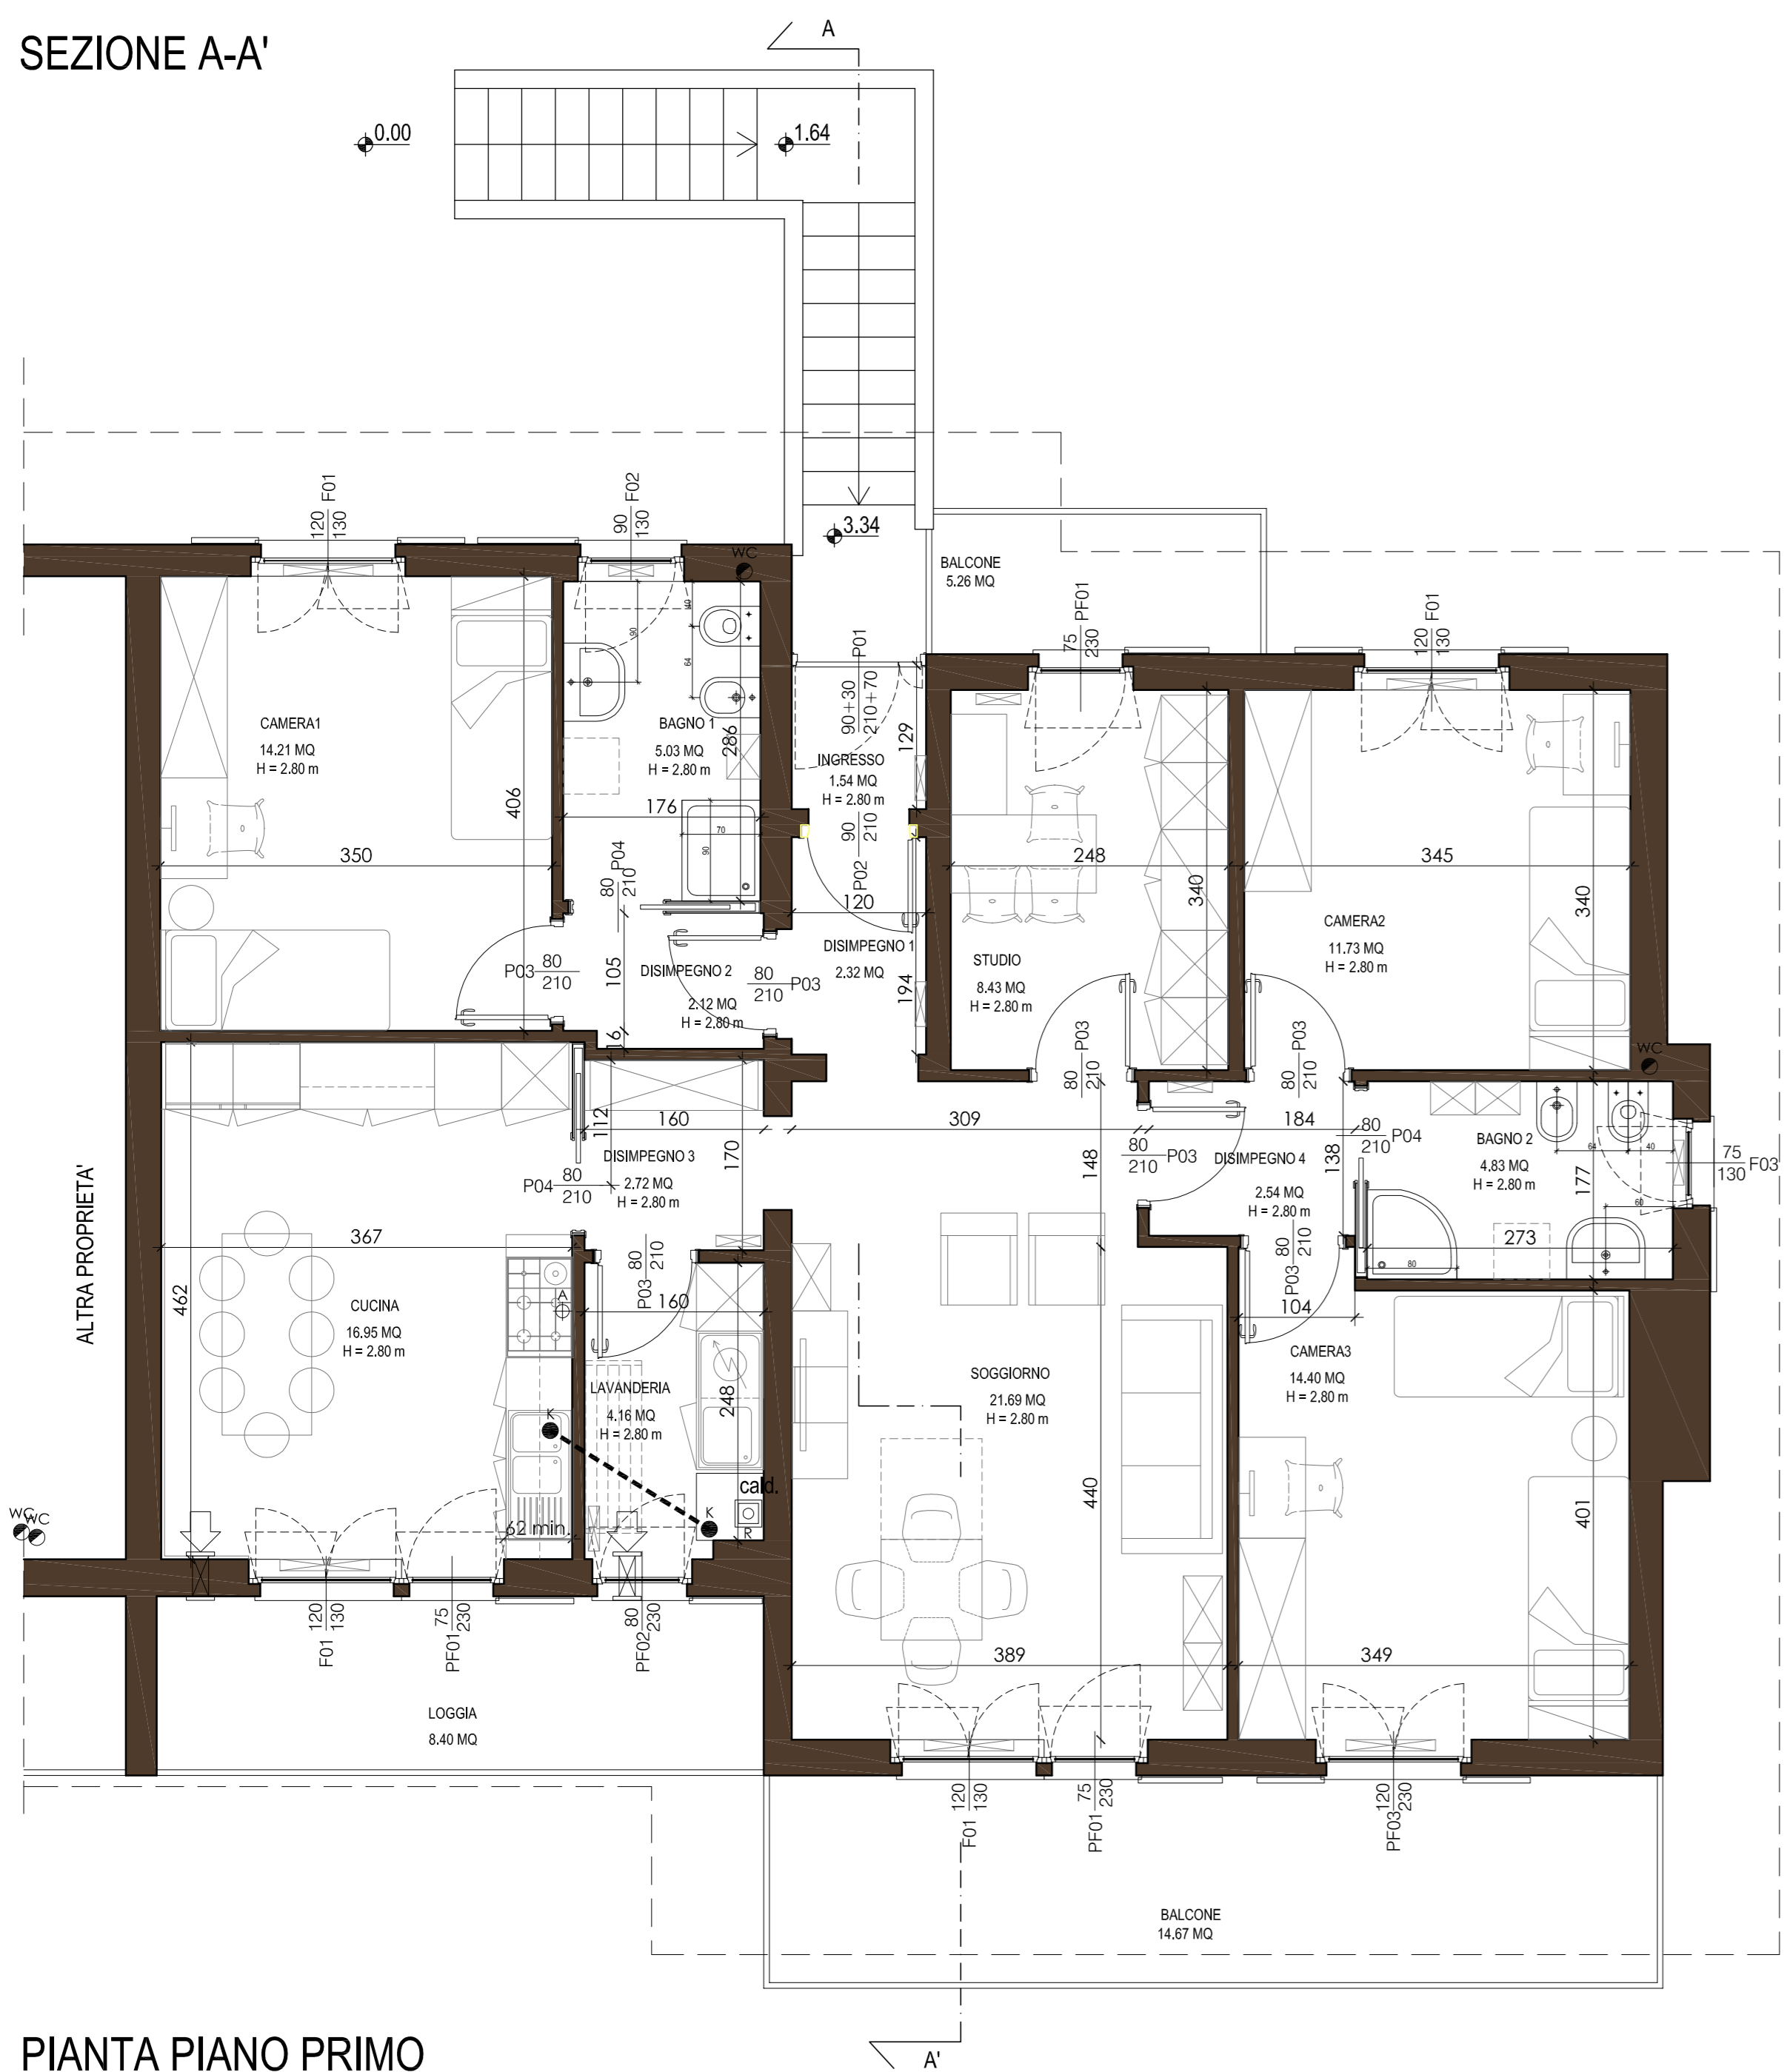 SEZIONE A-A'
A
0.00
1.64
3.34
120
130
F01
90
130
F02
WC
BALCONE
5.26 MQ
75
230
PF01
120
130
F01
90+30
210+70
P01
CAMERA1
14.21 MQ
H = 2.80 m
406
350
BAGNO 1
5.03 MQ
H = 2.80 m
286
176
40
64
90
70
90
INGRESSO
1.54 MQ
H = 2.80 m
129
90
210
P02
120
80
210
P04
248
340
345
340
STUDIO
8.43 MQ
H = 2.80 m
CAMERA2
11.73 MQ
H = 2.80 m
P03
80
210
105
16
DISIMPEGNO 2
2.12 MQ
H = 2.80 m
80
210
P03
DISIMPEGNO 1
2.32 MQ
194
80
210
P03
80
210
P03
WC
112
160
170
309
148
184
138
DISIMPEGNO 3
2.72 MQ
H = 2.80 m
P04
80
210
80
210
P03
80
210
P03
DISIMPEGNO 4
2.54 MQ
H = 2.80 m
80
210
P03
80
210
P04
BAGNO 2
4.83 MQ
H = 2.80 m
64
40
60
80
177
273
75
130
F03
ALTRA PROPRIETA'
367
462
CUCINA
16.95 MQ
H = 2.80 m
A
160
LAVANDERIA
4.16 MQ
H = 2.80 m
248
K
K
cald.
R
62 min.
SOGGIORNO
21.69 MQ
H = 2.80 m
440
389
104
CAMERA3
14.40 MQ
H = 2.80 m
401
349
WC
WC
120
130
F01
75
230
PF01
80
230
PF02
LOGGIA
8.40 MQ
120
130
F01
75
230
PF01
120
230
PF03
BALCONE
14.67 MQ
A'
PIANTA PIANO PRIMO